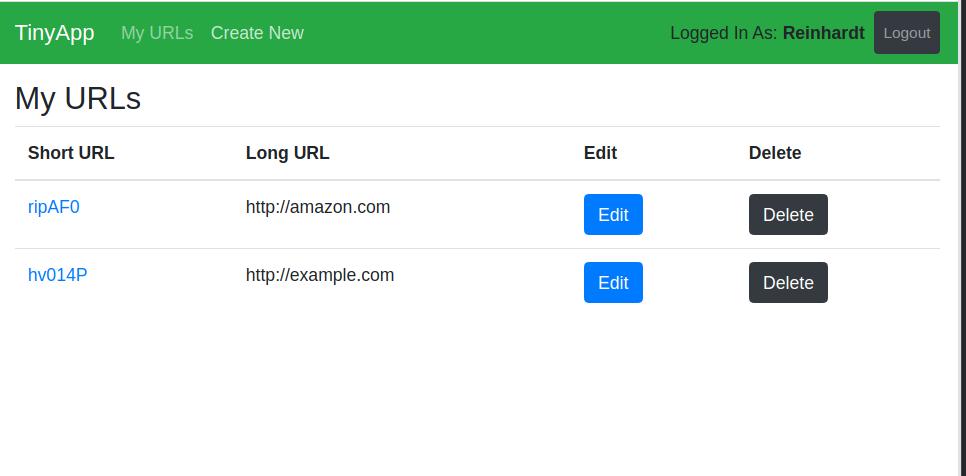 TinyApp My URLs Create New Logged In As: Reinhardt Logout
My URLs
Short URL Long URL Edit Delete
ripAF0 http://amazon.com Edit Delete
hv014P http://example.com Edit Delete